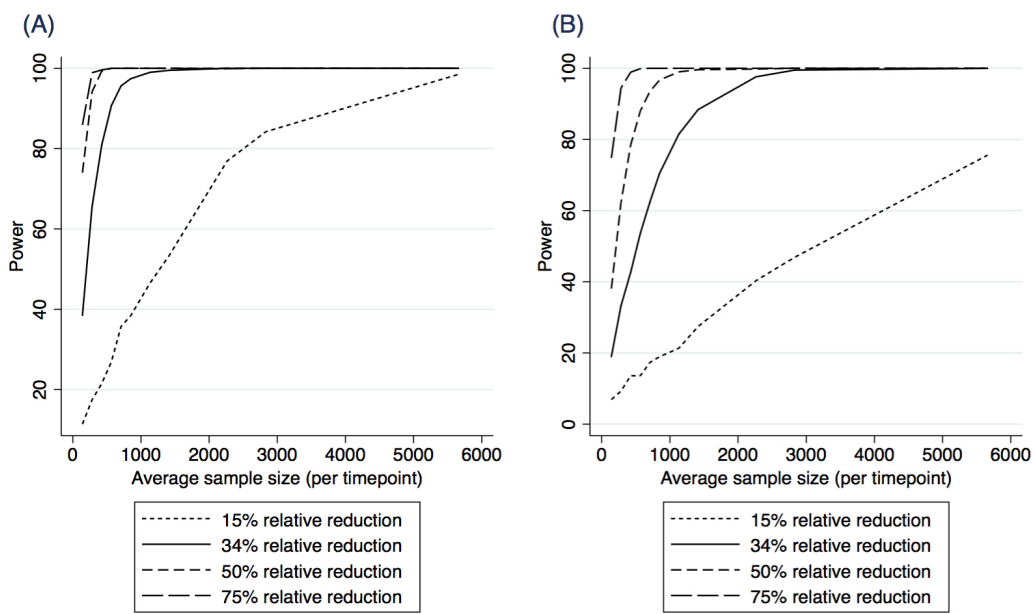 (A)
Power
100
80
60
40
20
0 1000 2000 3000 4000 5000 6000
Average sample size (per timepoint)
15% relative reduction
34% relative reduction
50% relative reduction
75% relative reduction
(B)
Power
100
80
60
40
20
0
0 1000 2000 3000 4000 5000 6000
Average sample size (per timepoint)
15% relative reduction
34% relative reduction
50% relative reduction
75% relative reduction